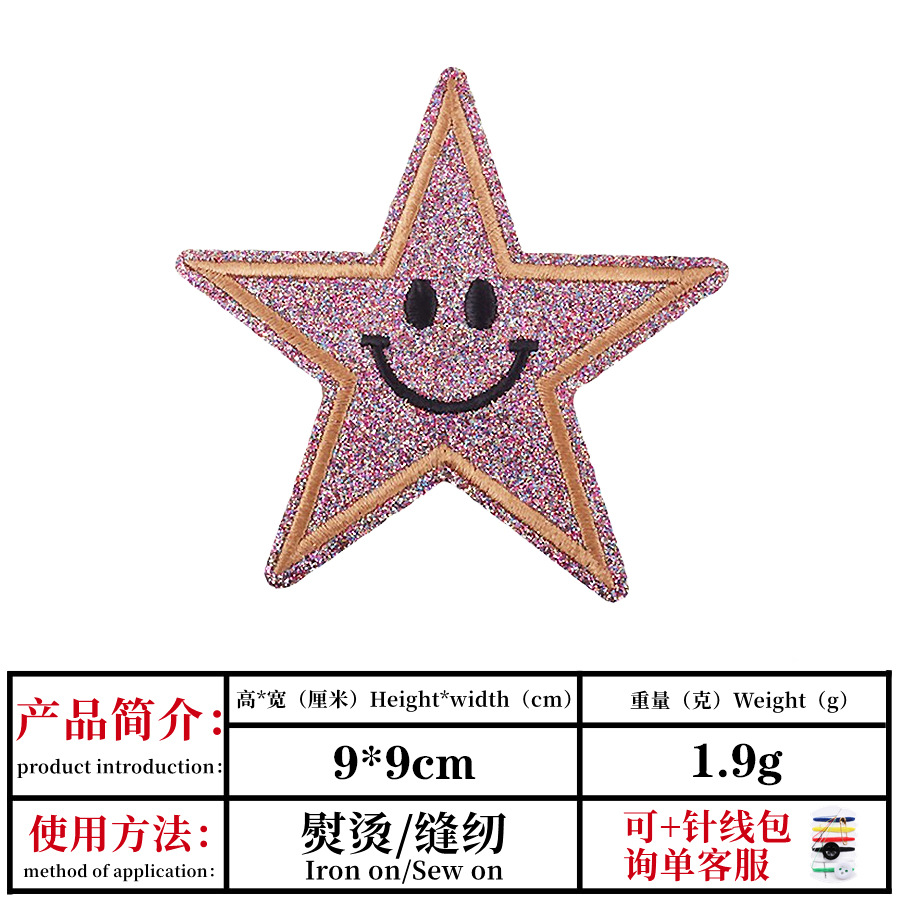 产品简介：
product introduction：
高*宽（厘米）Height*width（cm）
重量（克）Weight（g）
9*9cm
1.9g
使用方法：
method of application：
熨烫/缝纫
Iron on/Sew on
可+针线包
询单客服